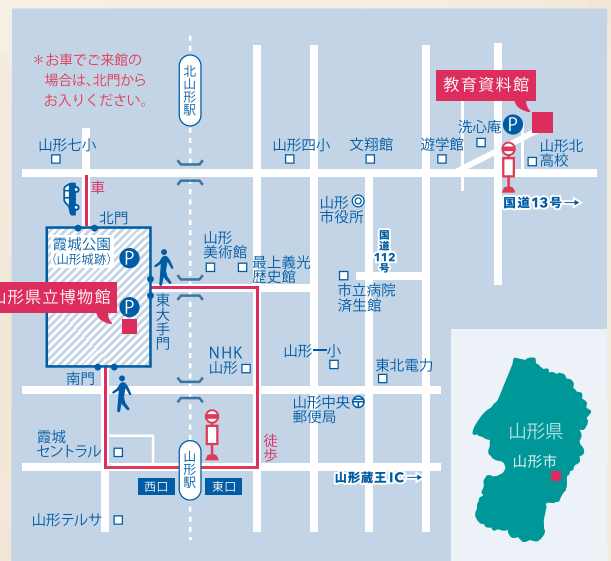 ＊お車でご来館の
場合は、北門から
お入りください。
北山形駅
教育資料館
洗心庵
P
山形七小
山形四小
文翔館
遊学館
山形北
高校
車
国道13号→
山形
市役所
北門
霞城公園
(山形城跡)
P
山形
美術館
最上義光
歴史館
国道
112
号
市立病院
済生館
山形県立博物館
P
東大手門
NHK
山形
山形一小
東北電力
南門
山形中央
郵便局
霞城
セントラル
徒歩
山形駅
西口
東口
山形蔵王IC→
山形テルサ
山形県
山形市